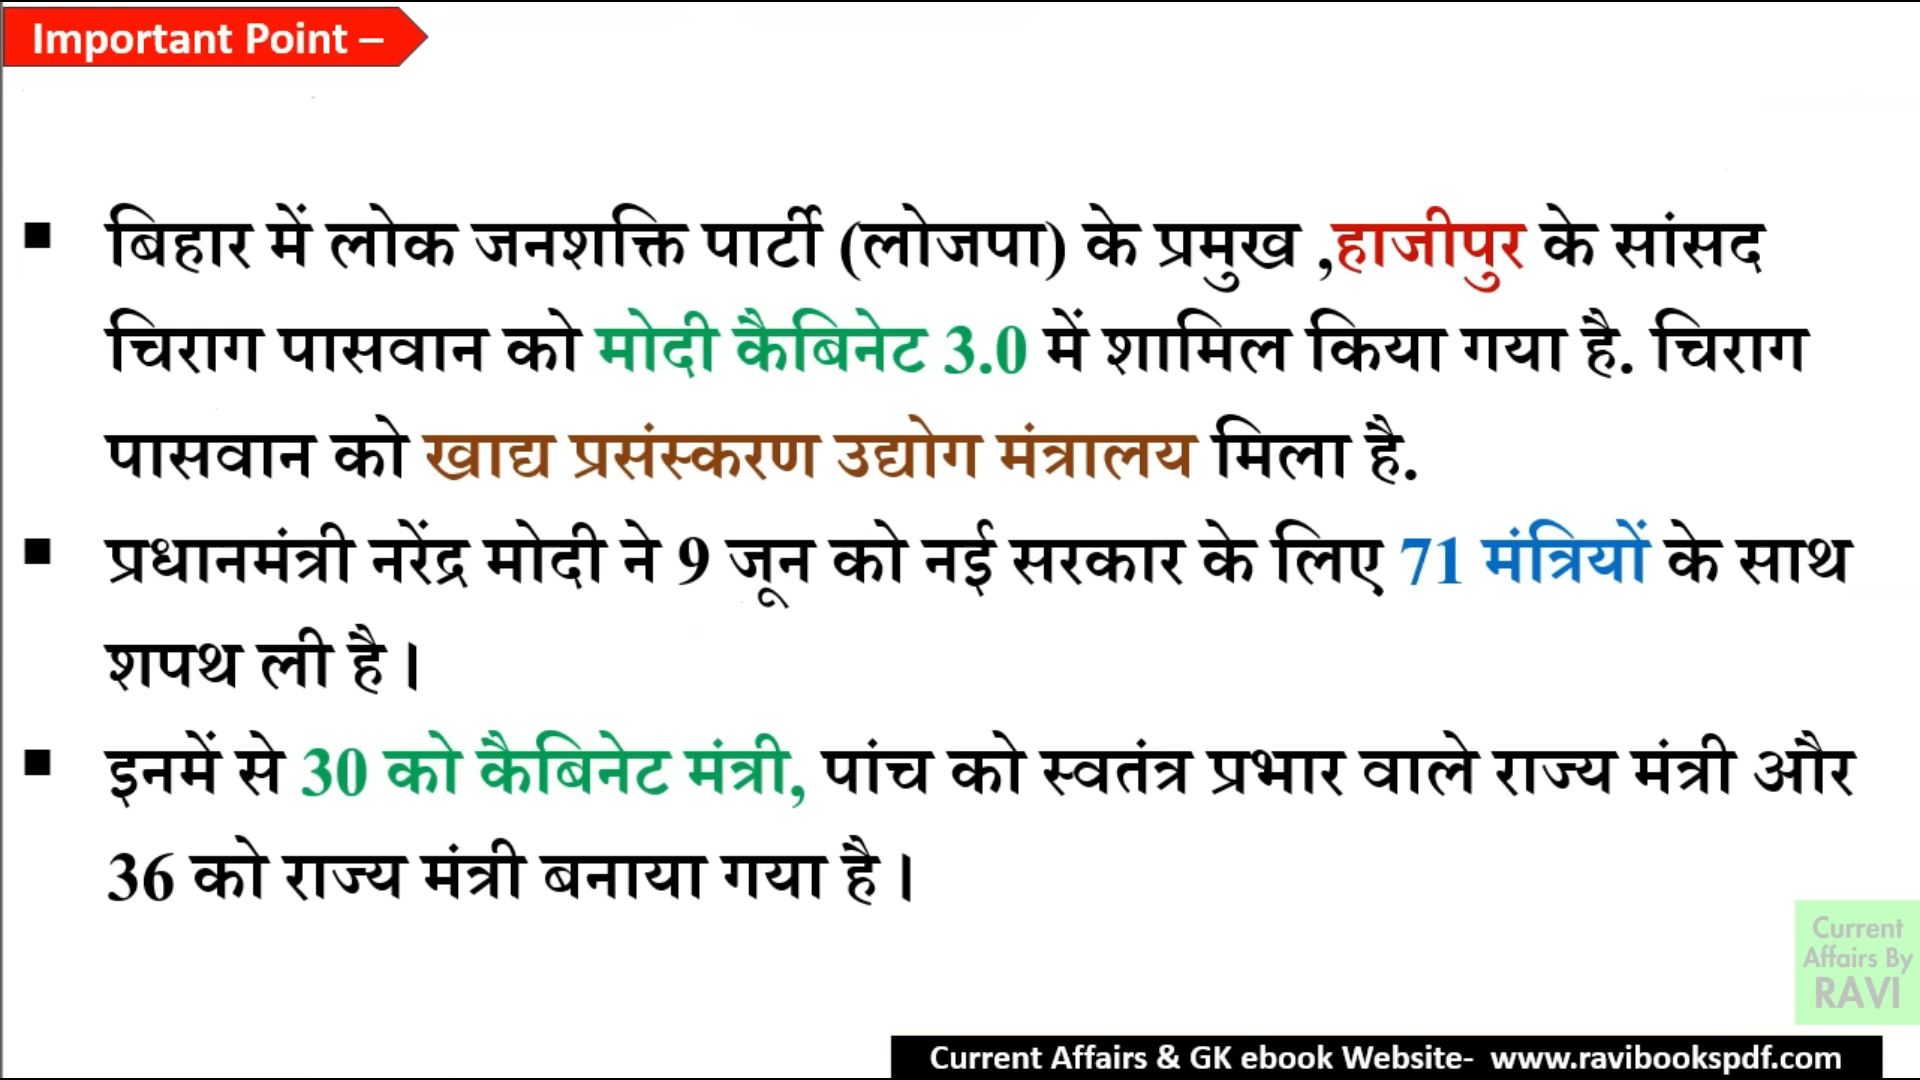 Important Point –
▪ बिहार में लोक जनशक्ति पार्टी (लोजपा) के प्रमुख ,हाजीपुर के सांसद
चिराग पासवान को मोदी कैबिनेट 3.0 में शामिल किया गया है. चिराग
पासवान को खाद्य प्रसंस्करण उद्योग मंत्रालय मिला है.
▪ प्रधानमंत्री नरेंद्र मोदी ने 9 जून को नई सरकार के लिए 71 मंत्रियों के साथ
शपथ ली है।
▪ इनमें से 30 को कैबिनेट मंत्री, पांच को स्वतंत्र प्रभार वाले राज्य मंत्री और
36 को राज्य मंत्री बनाया गया है।
Current
Affairs By
RAVI
Current Affairs & GK ebook Website- www.ravibookspdf.com